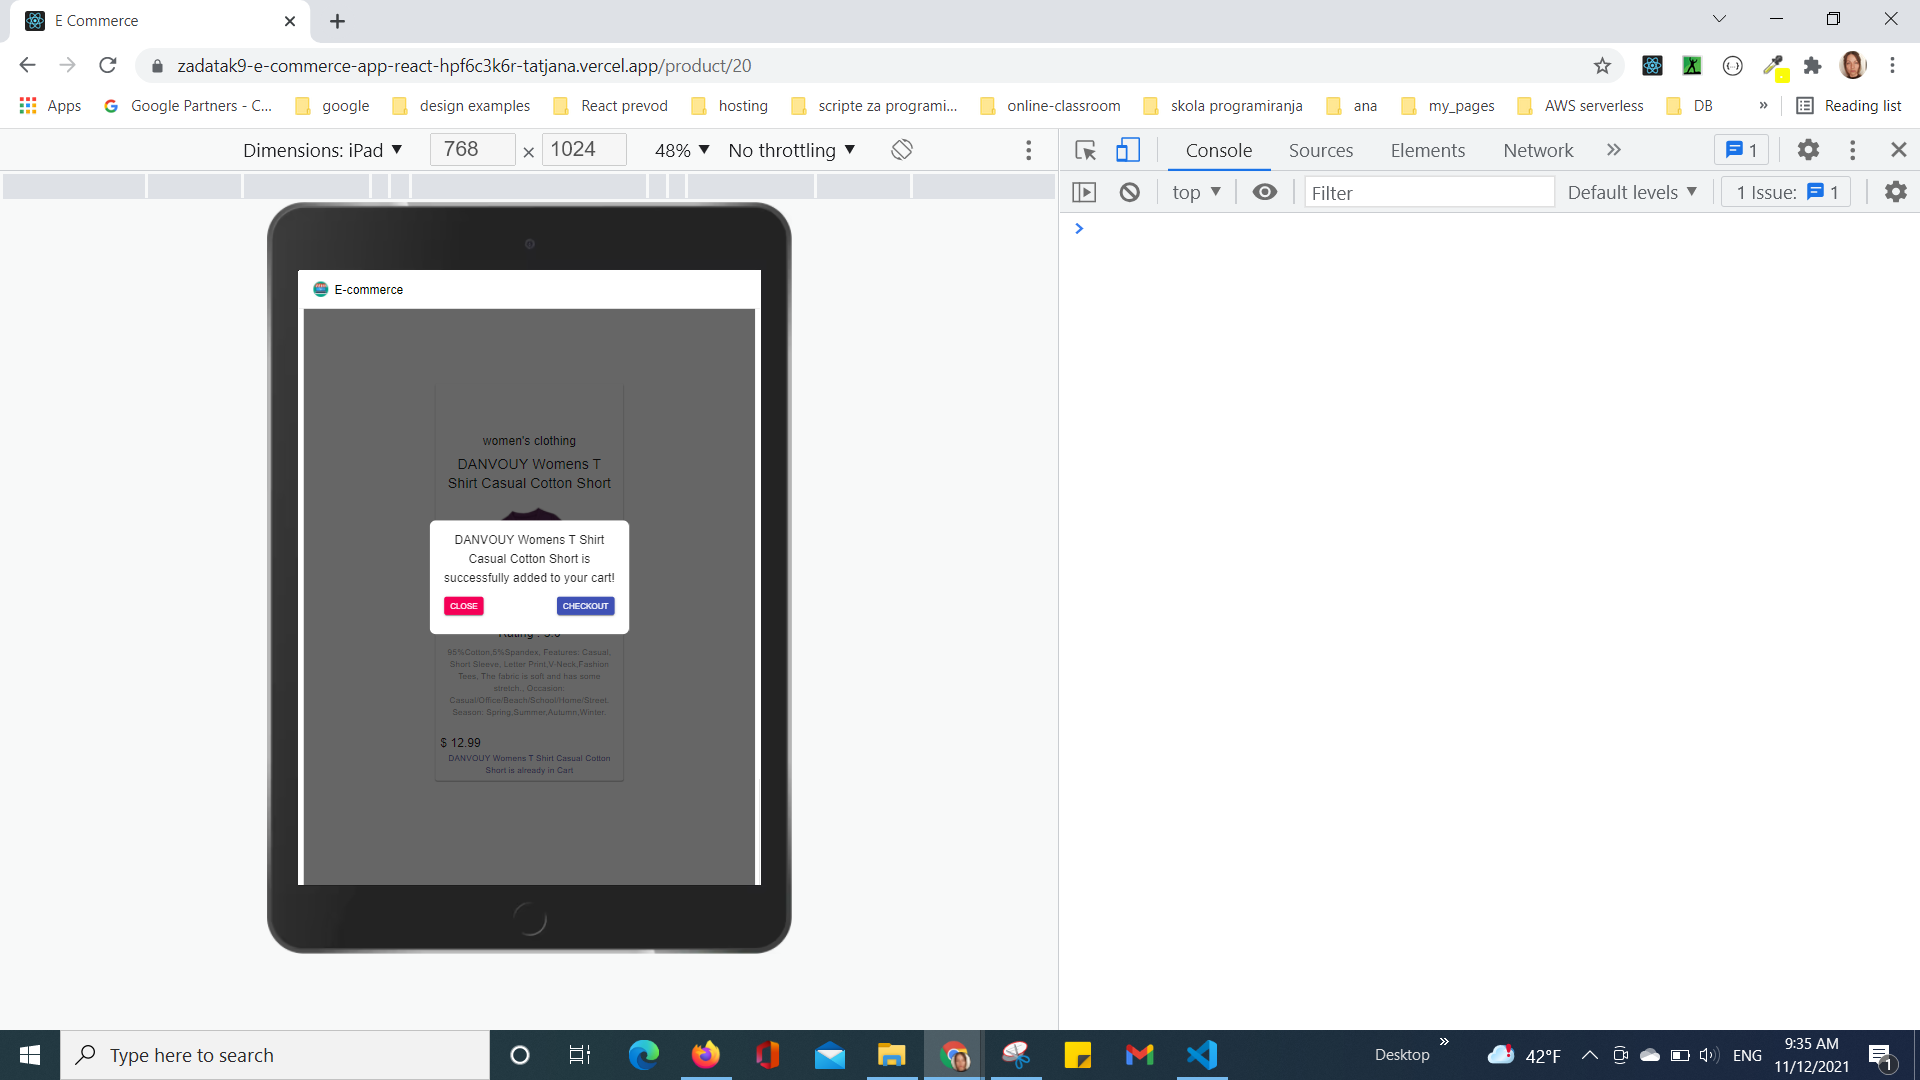 E Commerce
zadatak9-e-commerce-app-react-hpf6c3k6r-tatjana.vercel.app/product/20
Apps Google Partners - C... google design examples React prevod hosting scripte za programi... online-classroom skola programiranja ana my_pages AWS serverless DB » Reading list
Dimensions: iPad 768 × 1024 48% No throttling
Console Sources Elements Network » 1
top Filter Default levels 1 Issue: 1
E-commerce
women's clothing
DANVOUY Womens T
Shirt Casual Cotton Short
DANVOUY Womens T Shirt
Casual Cotton Short is
successfully added to your cart!
CLOSE CHECKOUT
95%Cotton,5%Spandex, Features: Casual,
Short Sleeve, Letter Print,V-Neck,Fashion
Tees, The fabric is soft and has some
stretch., Occasion:
Casual/Office/Beach/School/Home/Street.
Season: Spring,Summer,Autumn,Winter.
$ 12.99
DANVOUY Womens T Shirt Casual Cotton
Short is already in Cart
Type here to search
Desktop » 42°F ENG
9:35 AM
11/12/2021
1